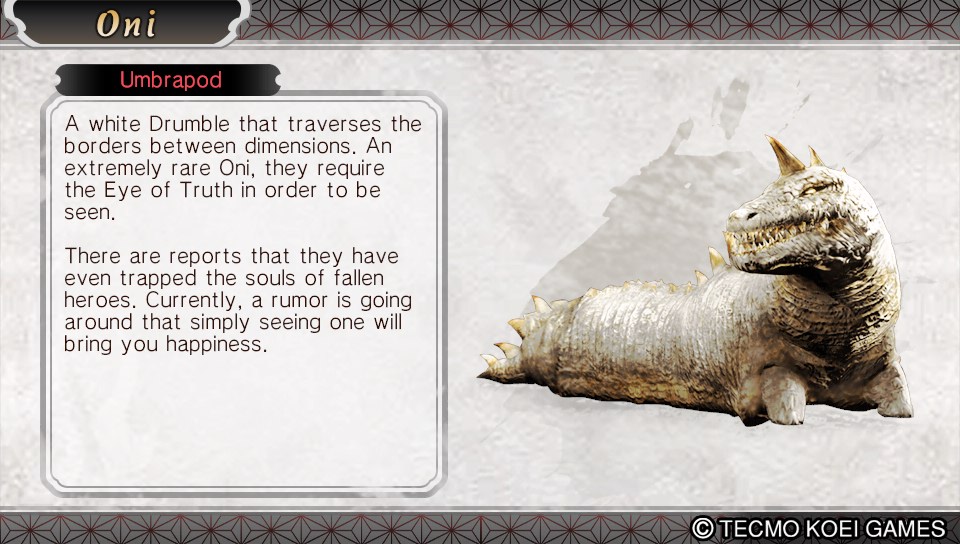 Oni
Umbrapod
A white Drumble that traverses the
borders between dimensions. An
extremely rare Oni, they require
the Eye of Truth in order to be
seen.
There are reports that they have
even trapped the souls of fallen
heroes. Currently, a rumor is going
around that simply seeing one will
bring you happiness.
© TECMO KOEI GAMES